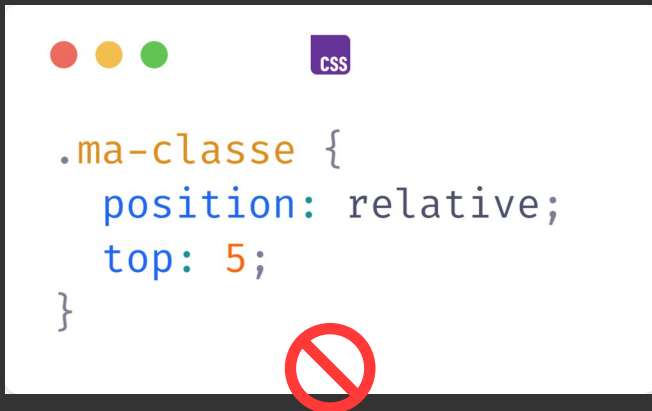 CSS
.ma-classe {
  position: relative;
  top: 5;
}